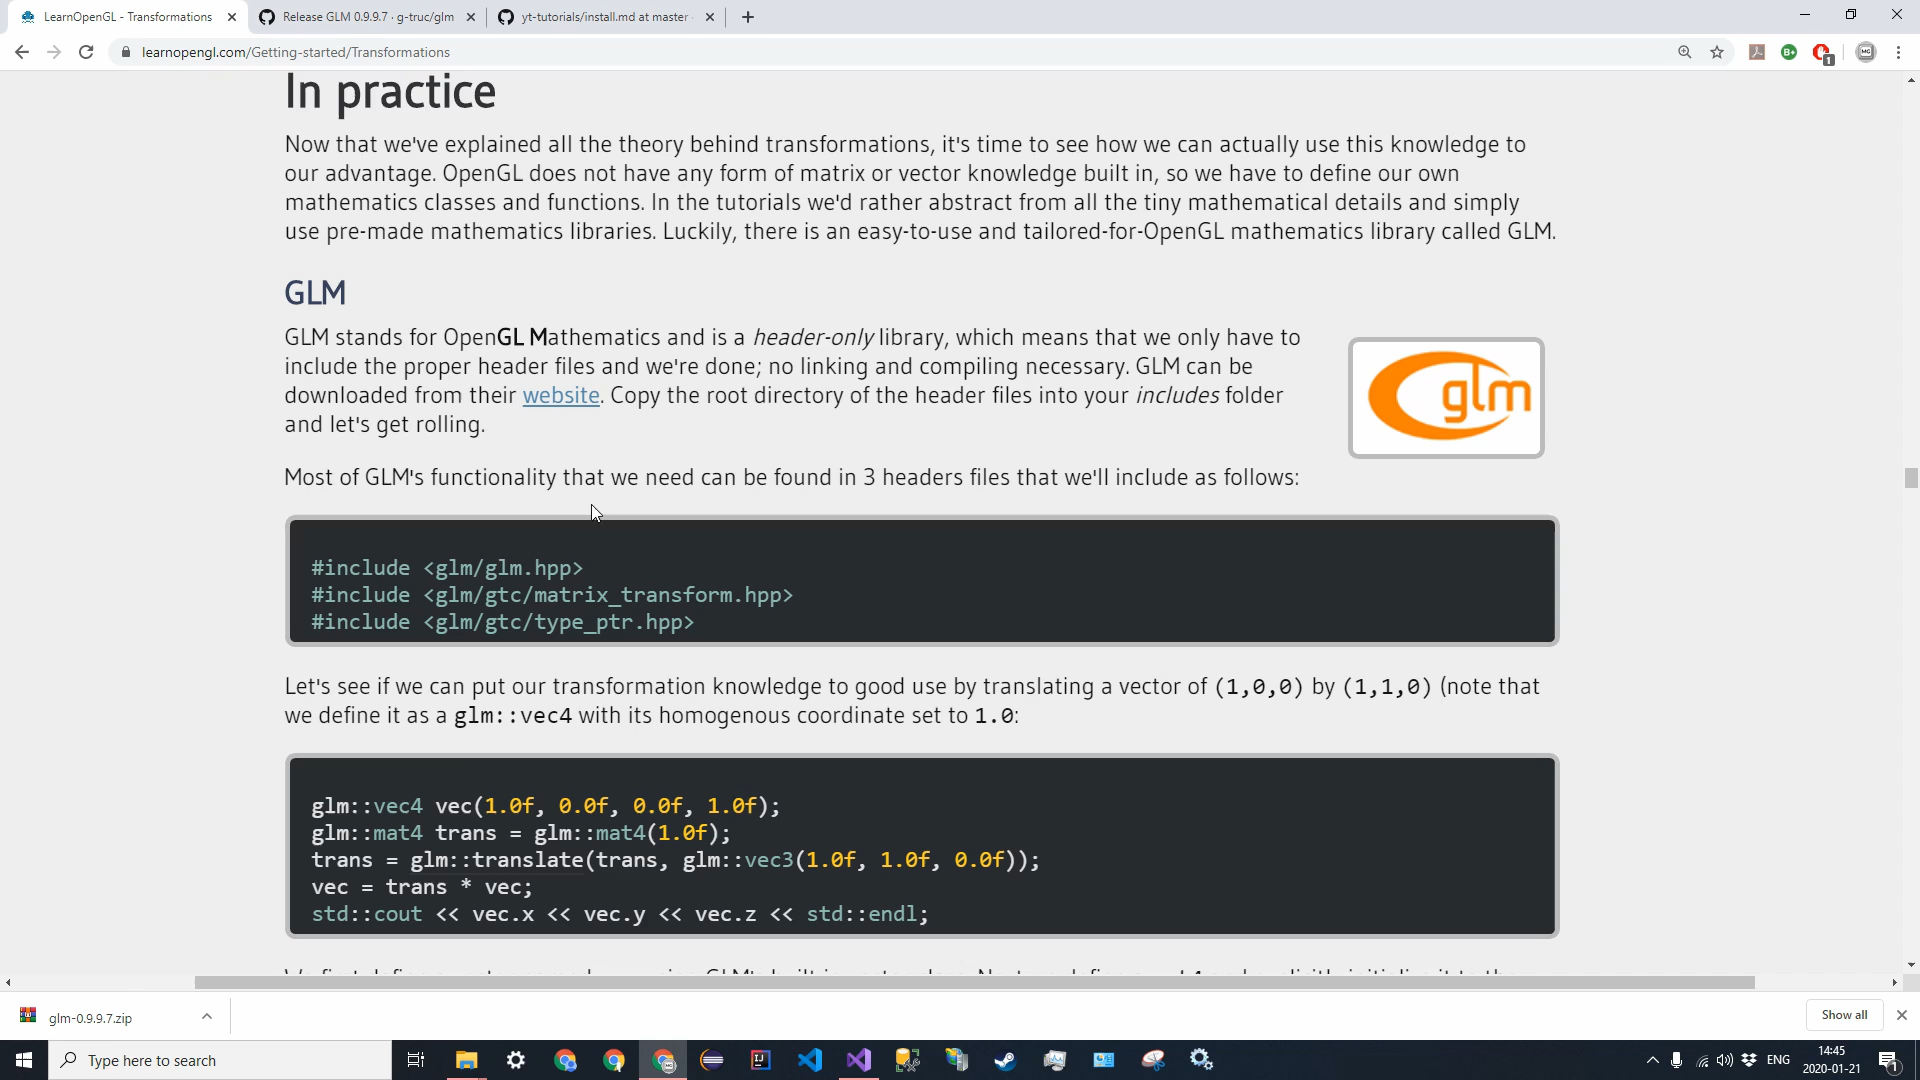 LearnOpenGL - Transformations
Release GLM 0.9.9.7 · g-truc/glm
yt-tutorials/install.md at master
learnopengl.com/Getting-started/Transformations
In practice
Now that we've explained all the theory behind transformations, it's time to see how we can actually use this knowledge to
our advantage. OpenGL does not have any form of matrix or vector knowledge built in, so we have to define our own
mathematics classes and functions. In the tutorials we'd rather abstract from all the tiny mathematical details and simply
use pre-made mathematics libraries. Luckily, there is an easy-to-use and tailored-for-OpenGL mathematics library called GLM.
GLM
GLM stands for OpenGL Mathematics and is a header-only library, which means that we only have to
include the proper header files and we're done; no linking and compiling necessary. GLM can be
downloaded from their website. Copy the root directory of the header files into your includes folder
and let's get rolling.
glm
Most of GLM's functionality that we need can be found in 3 headers files that we'll include as follows:
#include <glm/glm.hpp>
#include <glm/gtc/matrix_transform.hpp>
#include <glm/gtc/type_ptr.hpp>
Let's see if we can put our transformation knowledge to good use by translating a vector of (1,0,0) by (1,1,0) (note that
we define it as a glm::vec4 with its homogenous coordinate set to 1.0:
glm::vec4 vec(1.0f, 0.0f, 0.0f, 1.0f);
glm::mat4 trans = glm::mat4(1.0f);
trans = glm::translate(trans, glm::vec3(1.0f, 1.0f, 0.0f));
vec = trans * vec;
std::cout << vec.x << vec.y << vec.z << std::endl;
glm-0.9.9.7.zip
Show all
Type here to search
ENG
14:45
2020-01-21